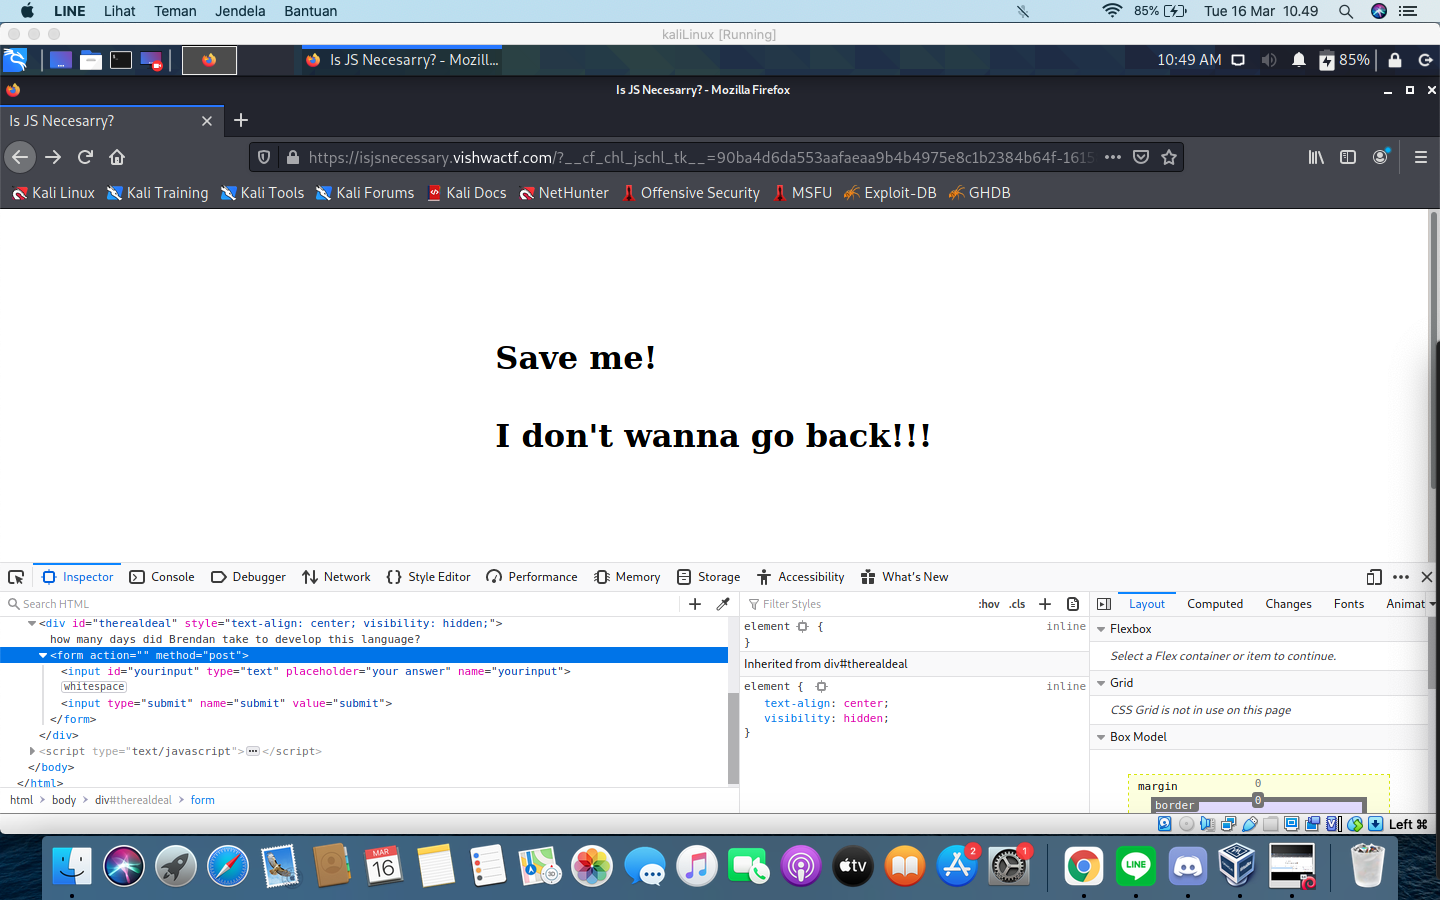 LINE Lihat Teman Jendela Bantuan 85% Tue 16 Mar 10.49
kaliLinux [Running]
Is JS Necesarry? - Mozill... 10:49 AM 85%
Is JS Necesarry? - Mozilla Firefox
Is JS Necesarry?
https://isjsnecessary.vishwactf.com/?__cf_chl_jschl_tk__=90ba4d6da553aafaeaa9b4b4975e8c1b2384b64f-1615
Kali Linux Kali Training Kali Tools Kali Forums Kali Docs NetHunter Offensive Security MSFU Exploit-DB GHDB
Save me!
I don't wanna go back!!!
Inspector Console Debugger Network Style Editor Performance Memory Storage Accessibility What's New
Search HTML Filter Styles :hov .cls Layout Computed Changes Fonts Animat
<div id="therealdeal" style="text-align: center; visibility: hidden;">
how many days did Brendan take to develop this language?
<form action="" method="post">
<input id="yourinput" type="text" placeholder="your answer" name="yourinput">
whitespace
<input type="submit" name="submit" value="submit">
</form>
</div>
<script type="text/javascript"></script>
</body>
</html>
html body div#therealdeal form
element {
inline
}
Inherited from div#therealdeal
element {
inline
text-align: center;
visibility: hidden;
}
Flexbox
Select a Flex container or item to continue.
Grid
CSS Grid is not in use on this page
Box Model
margin 0
border 0
Left ⌘
MAR
16
3D
2
1
tv
LINE